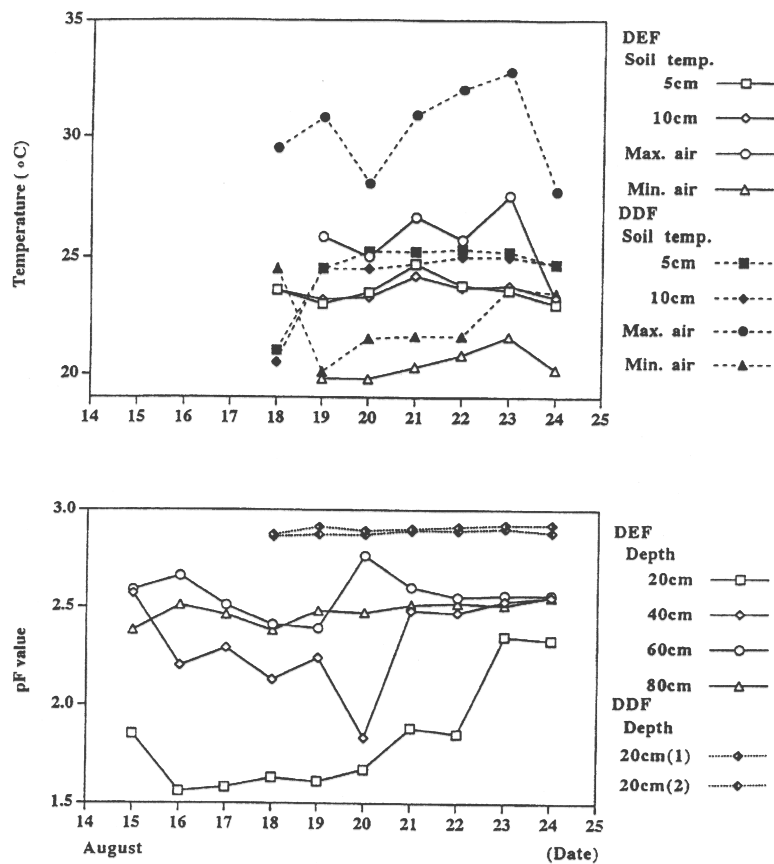 35
30
25
20
Temperature ( oC)
14 15 16 17 18 19 20 21 22 23 24 25
DEF
Soil temp.
5cm
10cm
Max. air
Min. air
DDF
Soil temp.
5cm
10cm
Max. air
Min. air
3.0
2.5
2.0
1.5
pF value
14 15 16 17 18 19 20 21 22 23 24 25
August (Date)
DEF
Depth
20cm
40cm
60cm
80cm
DDF
Depth
20cm(1)
20cm(2)